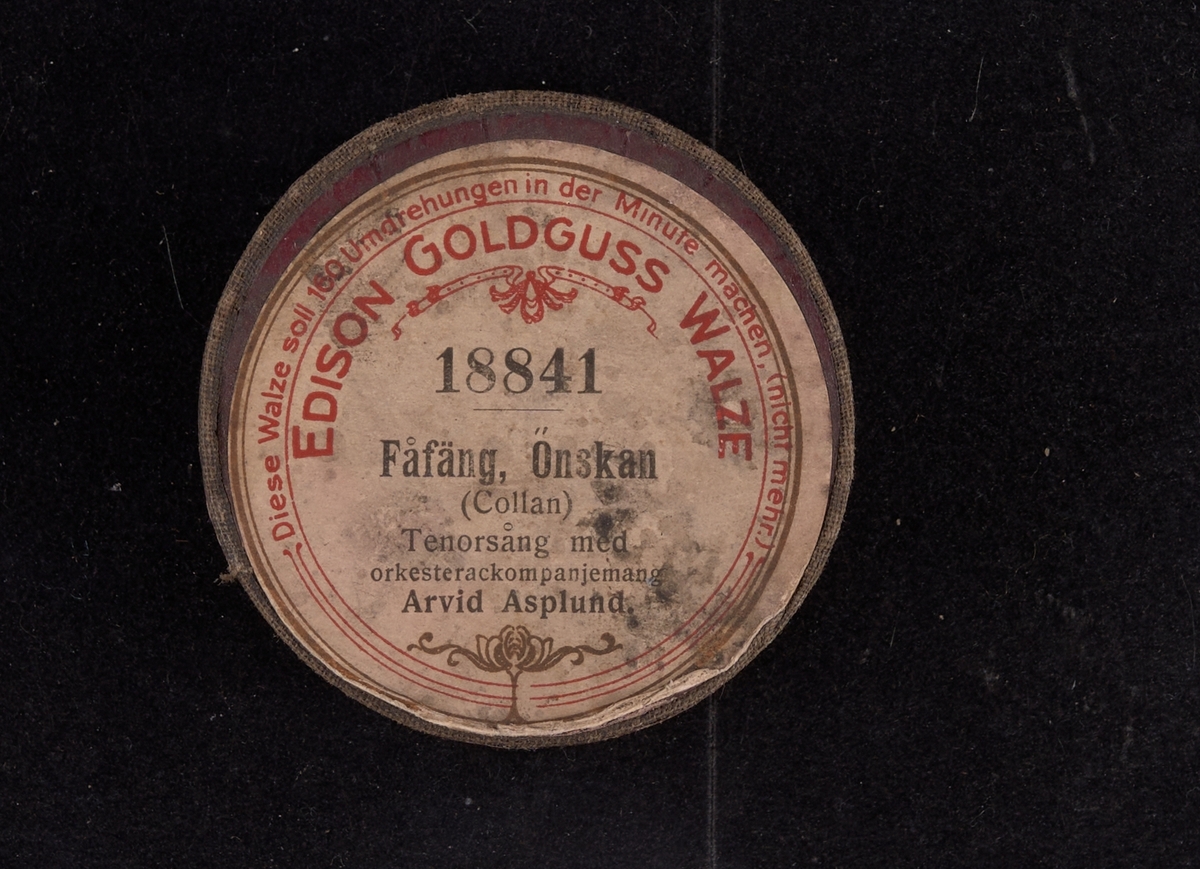 Diese Walze soll 160 Umdrehungen in der Minute machen, (nicht mehr.)
EDISON GOLDGUSS WALZE
18841
Fåfäng, Önskan
(Collan)
Tenorsång med
orkesterackompanjemang
Arvid Asplund.